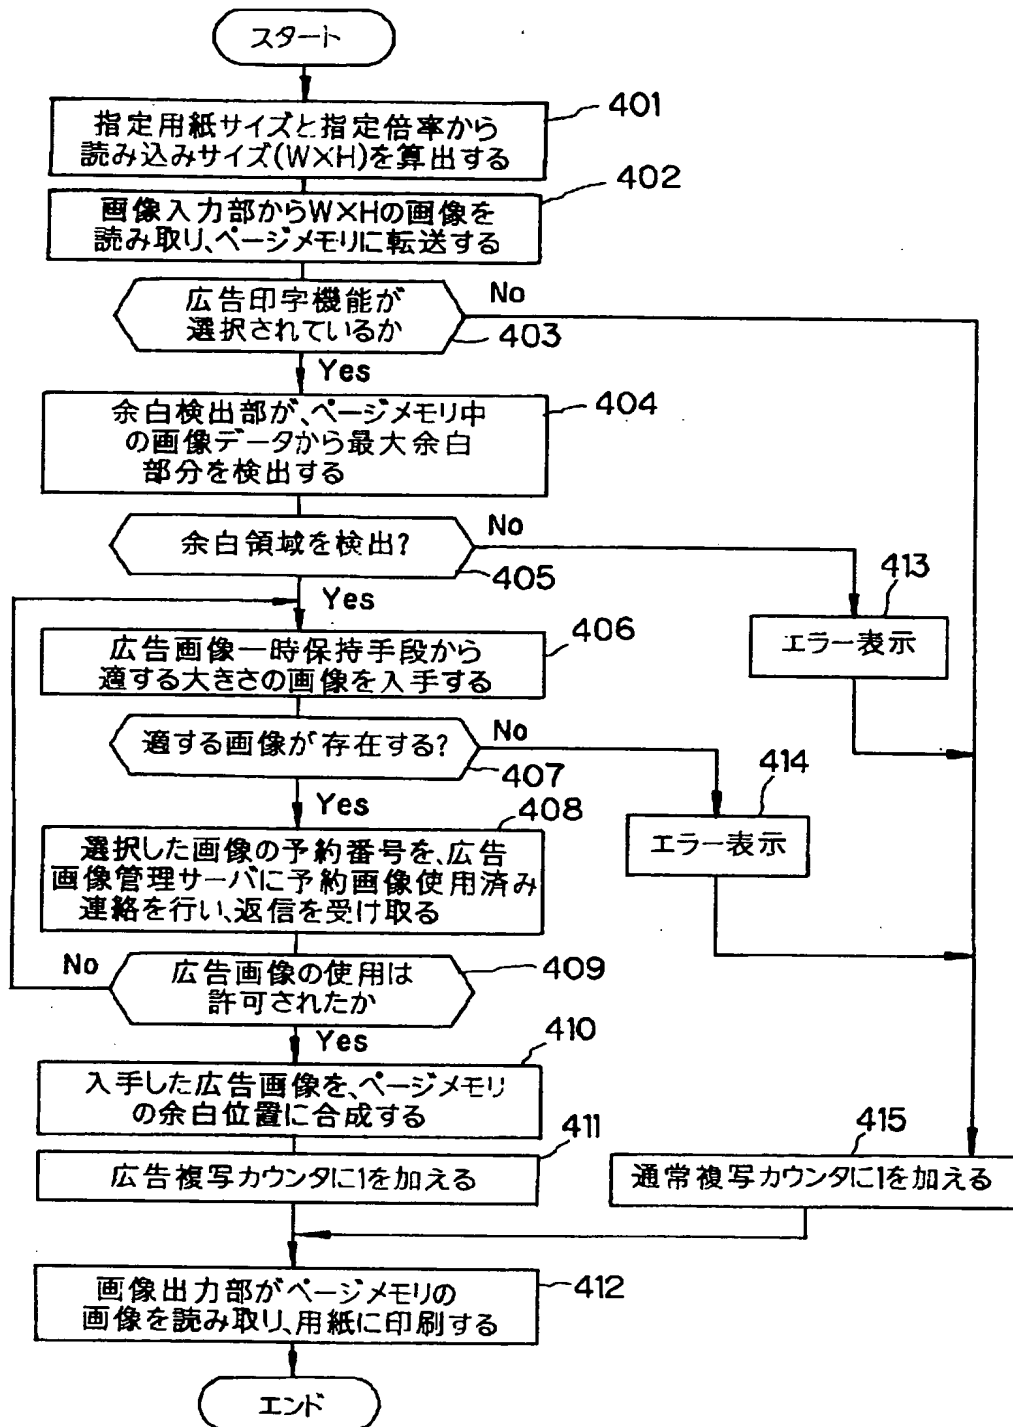 スタート
401
指定用紙サイズと指定倍率から
読み込みサイズ(W×H)を算出する
402
画像入力部からW×Hの画像を
読み取り、ページメモリに転送する
広告印字機能が
選択されているか
No
403
Yes
404
余白検出部が、ページメモリ中
の画像データから最大余白
部分を検出する
余白領域を検出?
No
405
Yes
413
エラー表示
406
広告画像一時保持手段から
適する大きさの画像を入手する
適する画像が存在する?
No
407
Yes
414
エラー表示
408
選択した画像の予約番号を、広告
画像管理サーバに予約画像使用済み
連絡を行い、返信を受け取る
No
広告画像の使用は
許可されたか
409
Yes
410
入手した広告画像を、ページメモリ
の余白位置に合成する
411
広告複写カウンタに1を加える
415
通常複写カウンタに1を加える
412
画像出力部がページメモリの
画像を読み取り、用紙に印刷する
エンド